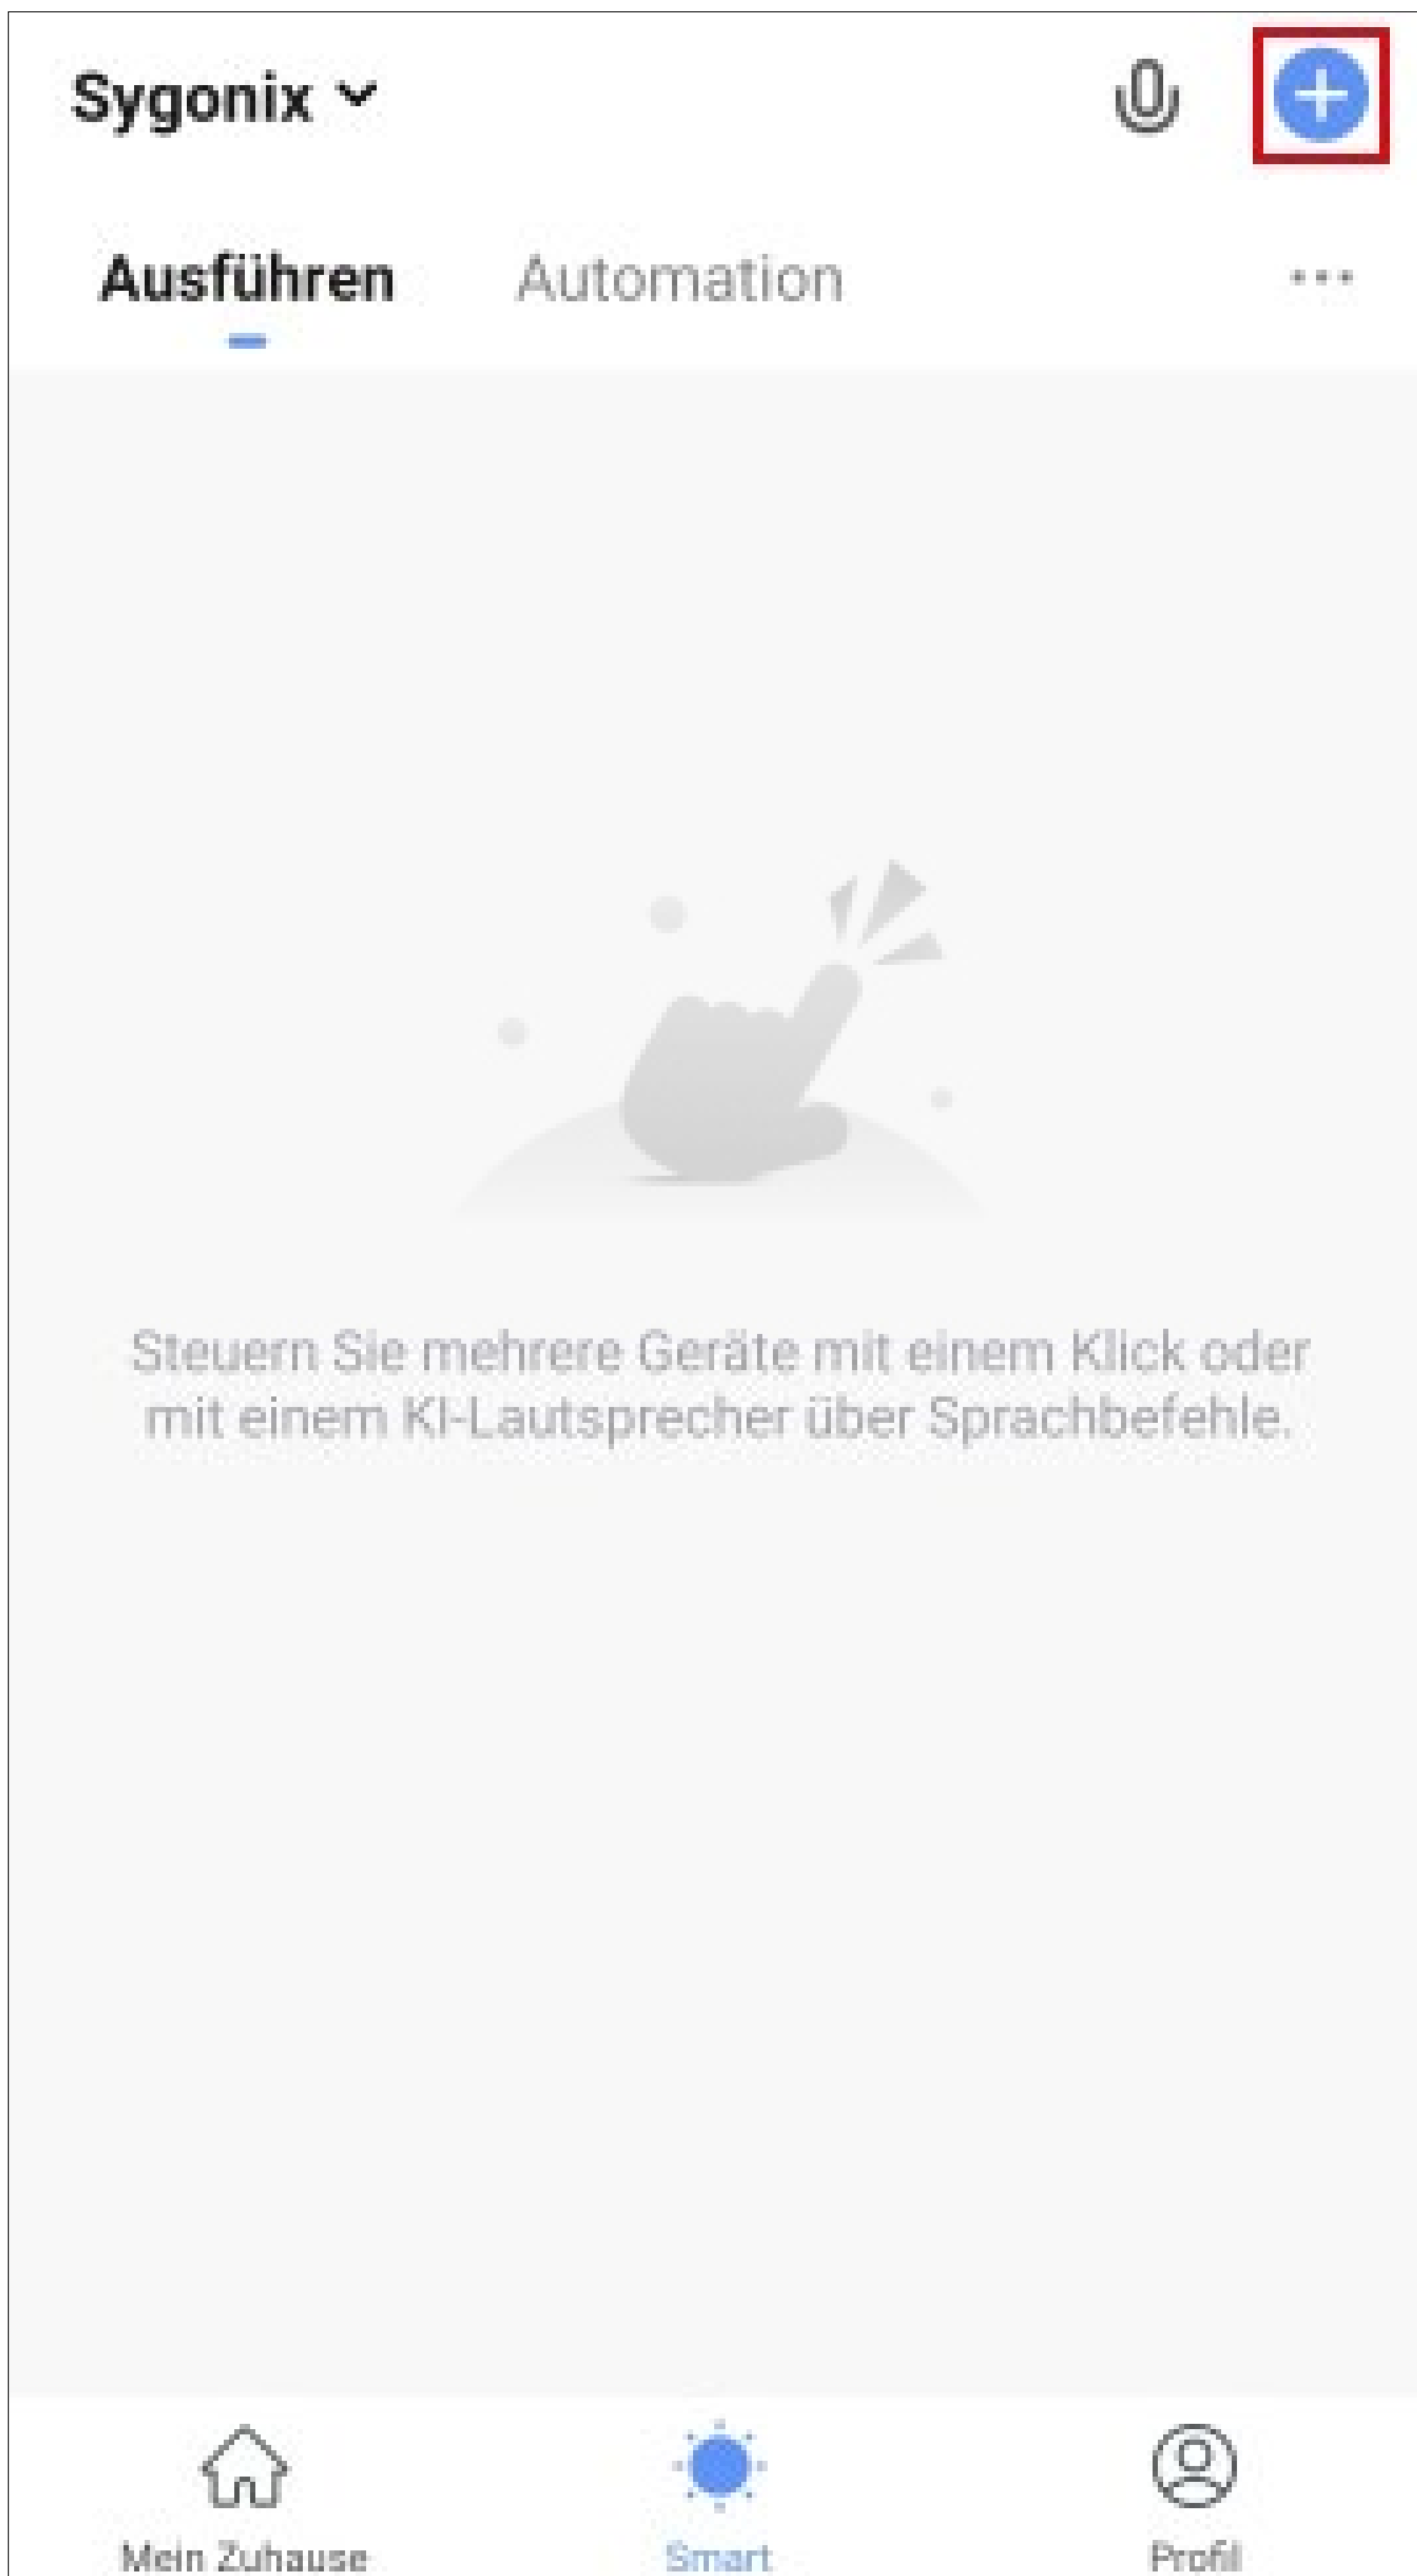 Sygonix
Ausführen Automation
Steuern Sie mehrere Geräte mit einem Klick oder
mit einem KI-Lautsprecher über Sprachbefehle.
Mein Zuhause Smart Profil